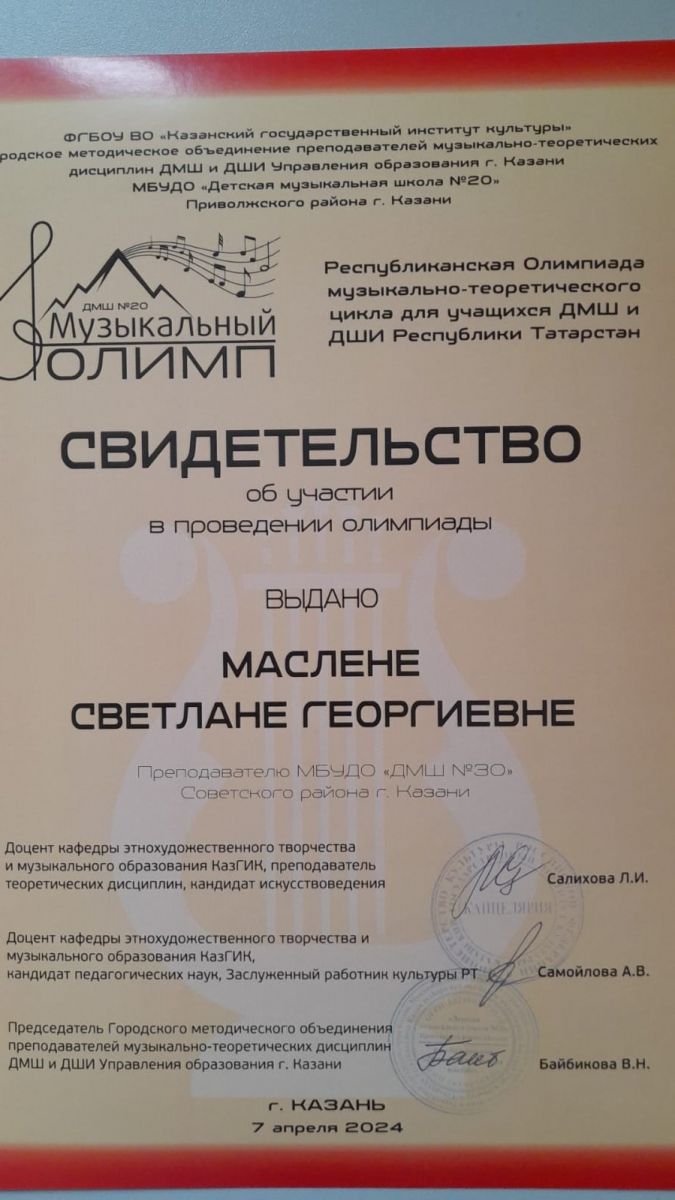 ФГБОУ ВО «Казанский государственный институт культуры»
родское методическое объединение преподавателей музыкально-теоретических
дисциплин ДМШ и ДШИ Управления образования г. Казани
МБУДО «Детская музыкальная школа №20»
Приволжского района г. Казани
ДМШ №20
Музыкальный
ОЛИМП
Республиканская Олимпиада
музыкально-теоретического
цикла для учащихся ДМШ и
ДШИ Республики Татарстан
СВИДЕТЕЛЬСТВО
об участии
в проведении олимпиады
ВЫДАНО
МАСЛЕНЕ
СВЕТЛАНЕ ГЕОРГИЕВНЕ
Преподавателю МБУДО «ДМШ №30»
Советского района г. Казани
Доцент кафедры этнохудожественного творчества
и музыкального образования КазГИК, преподаватель
теоретических дисциплин, кандидат искусствоведения
Салихова Л.И.
КАНЦЕЛЯРИЯ
Доцент кафедры этнохудожественного творчества и
музыкального образования КазГИК,
кандидат педагогических наук, Заслуженный работник культуры РТ
Самойлова А.В.
Председатель Городского методического объединения
преподавателей музыкально-теоретических дисциплин
ДМШ и ДШИ Управления образования г. Казани
Байбикова В.Н.
г. КАЗАНЬ
7 апреля 2024